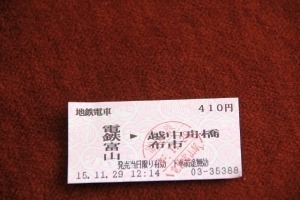 地鉄電車 410円
電鉄富山 ▶ 越中舟橋
布市
発売当日限り有効 下車前途無効
15.11.29 12:14 03-35388